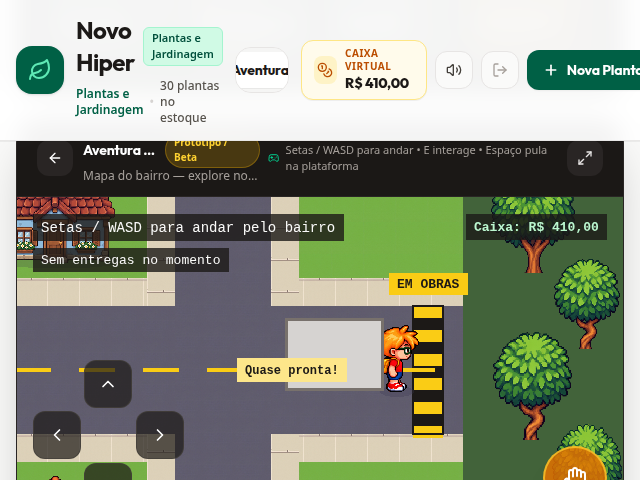 Novo
Hiper
Plantas e
Jardinagem
Plantas e
Jardinagem
30 plantas
no
estoque
Aventura
CAIXA
VIRTUAL
R$ 410,00
Nova Planta
Aventura ...
Protótipo /
Beta
Mapa do bairro — explore no...
Setas / WASD para andar • E interage • Espaço pula
na plataforma
Setas / WASD para andar pelo bairro
Caixa: R$ 410,00
Sem entregas no momento
EM OBRAS
Quase pronta!